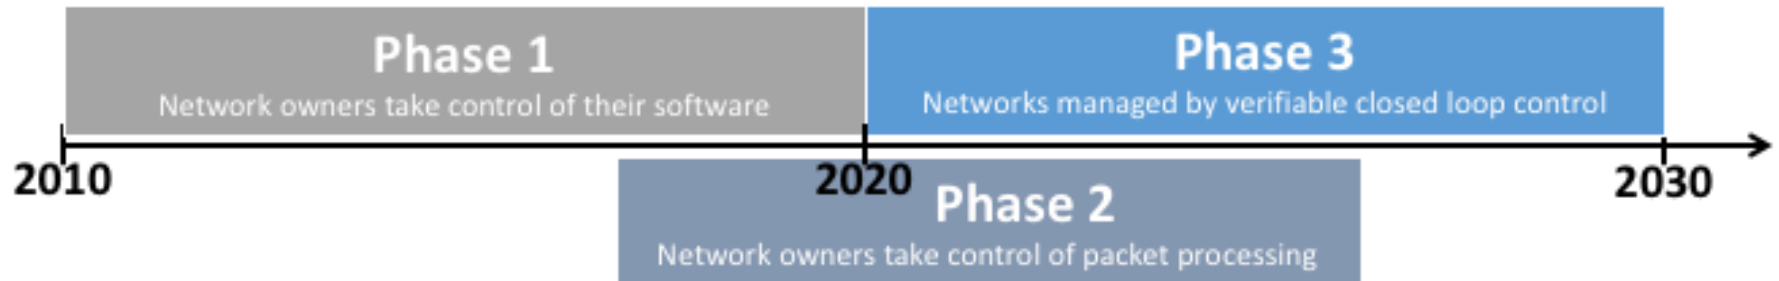 Phase 1
Network owners take control of their software
Phase 3
Networks managed by verifiable closed loop control
2010
2020
2030
Phase 2
Network owners take control of packet processing